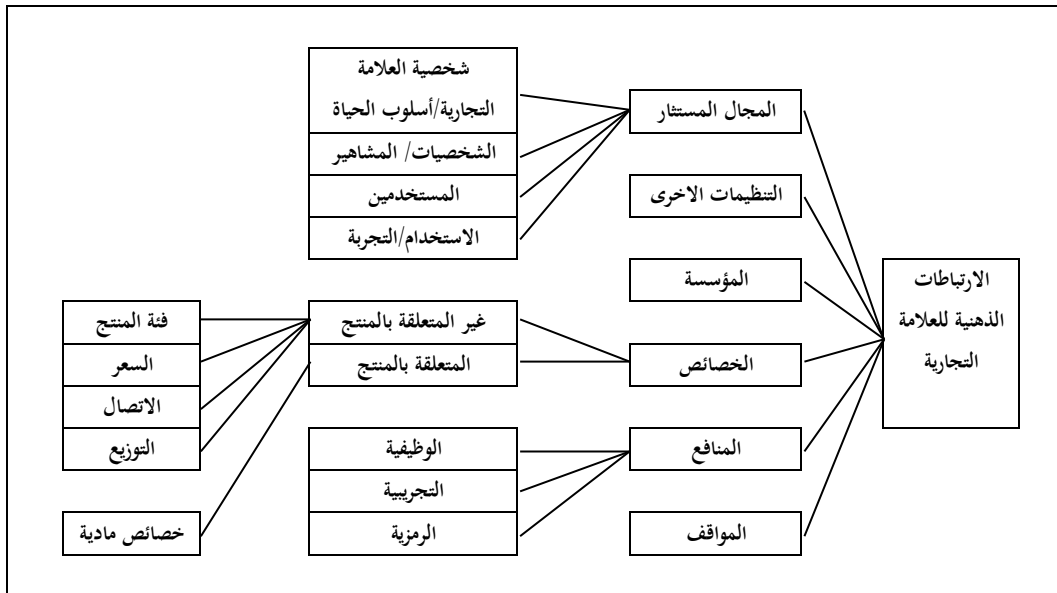 الارتباطات
الذهنية للعلامة
التجارية
المجال المستثار
التنظيمات الاخرى
المؤسسة
الخصائص
المنافع
المواقف
شخصية العلامة
التجارية/أسلوب الحياة
الشخصيات/ المشاهير
المستخدمين
الاستخدام/التجربة
غير المتعلقة بالمنتج
المتعلقة بالمنتج
الوظيفية
التجريبية
الرمزية
فئة المنتج
السعر
الاتصال
التوزيع
خصائص مادية